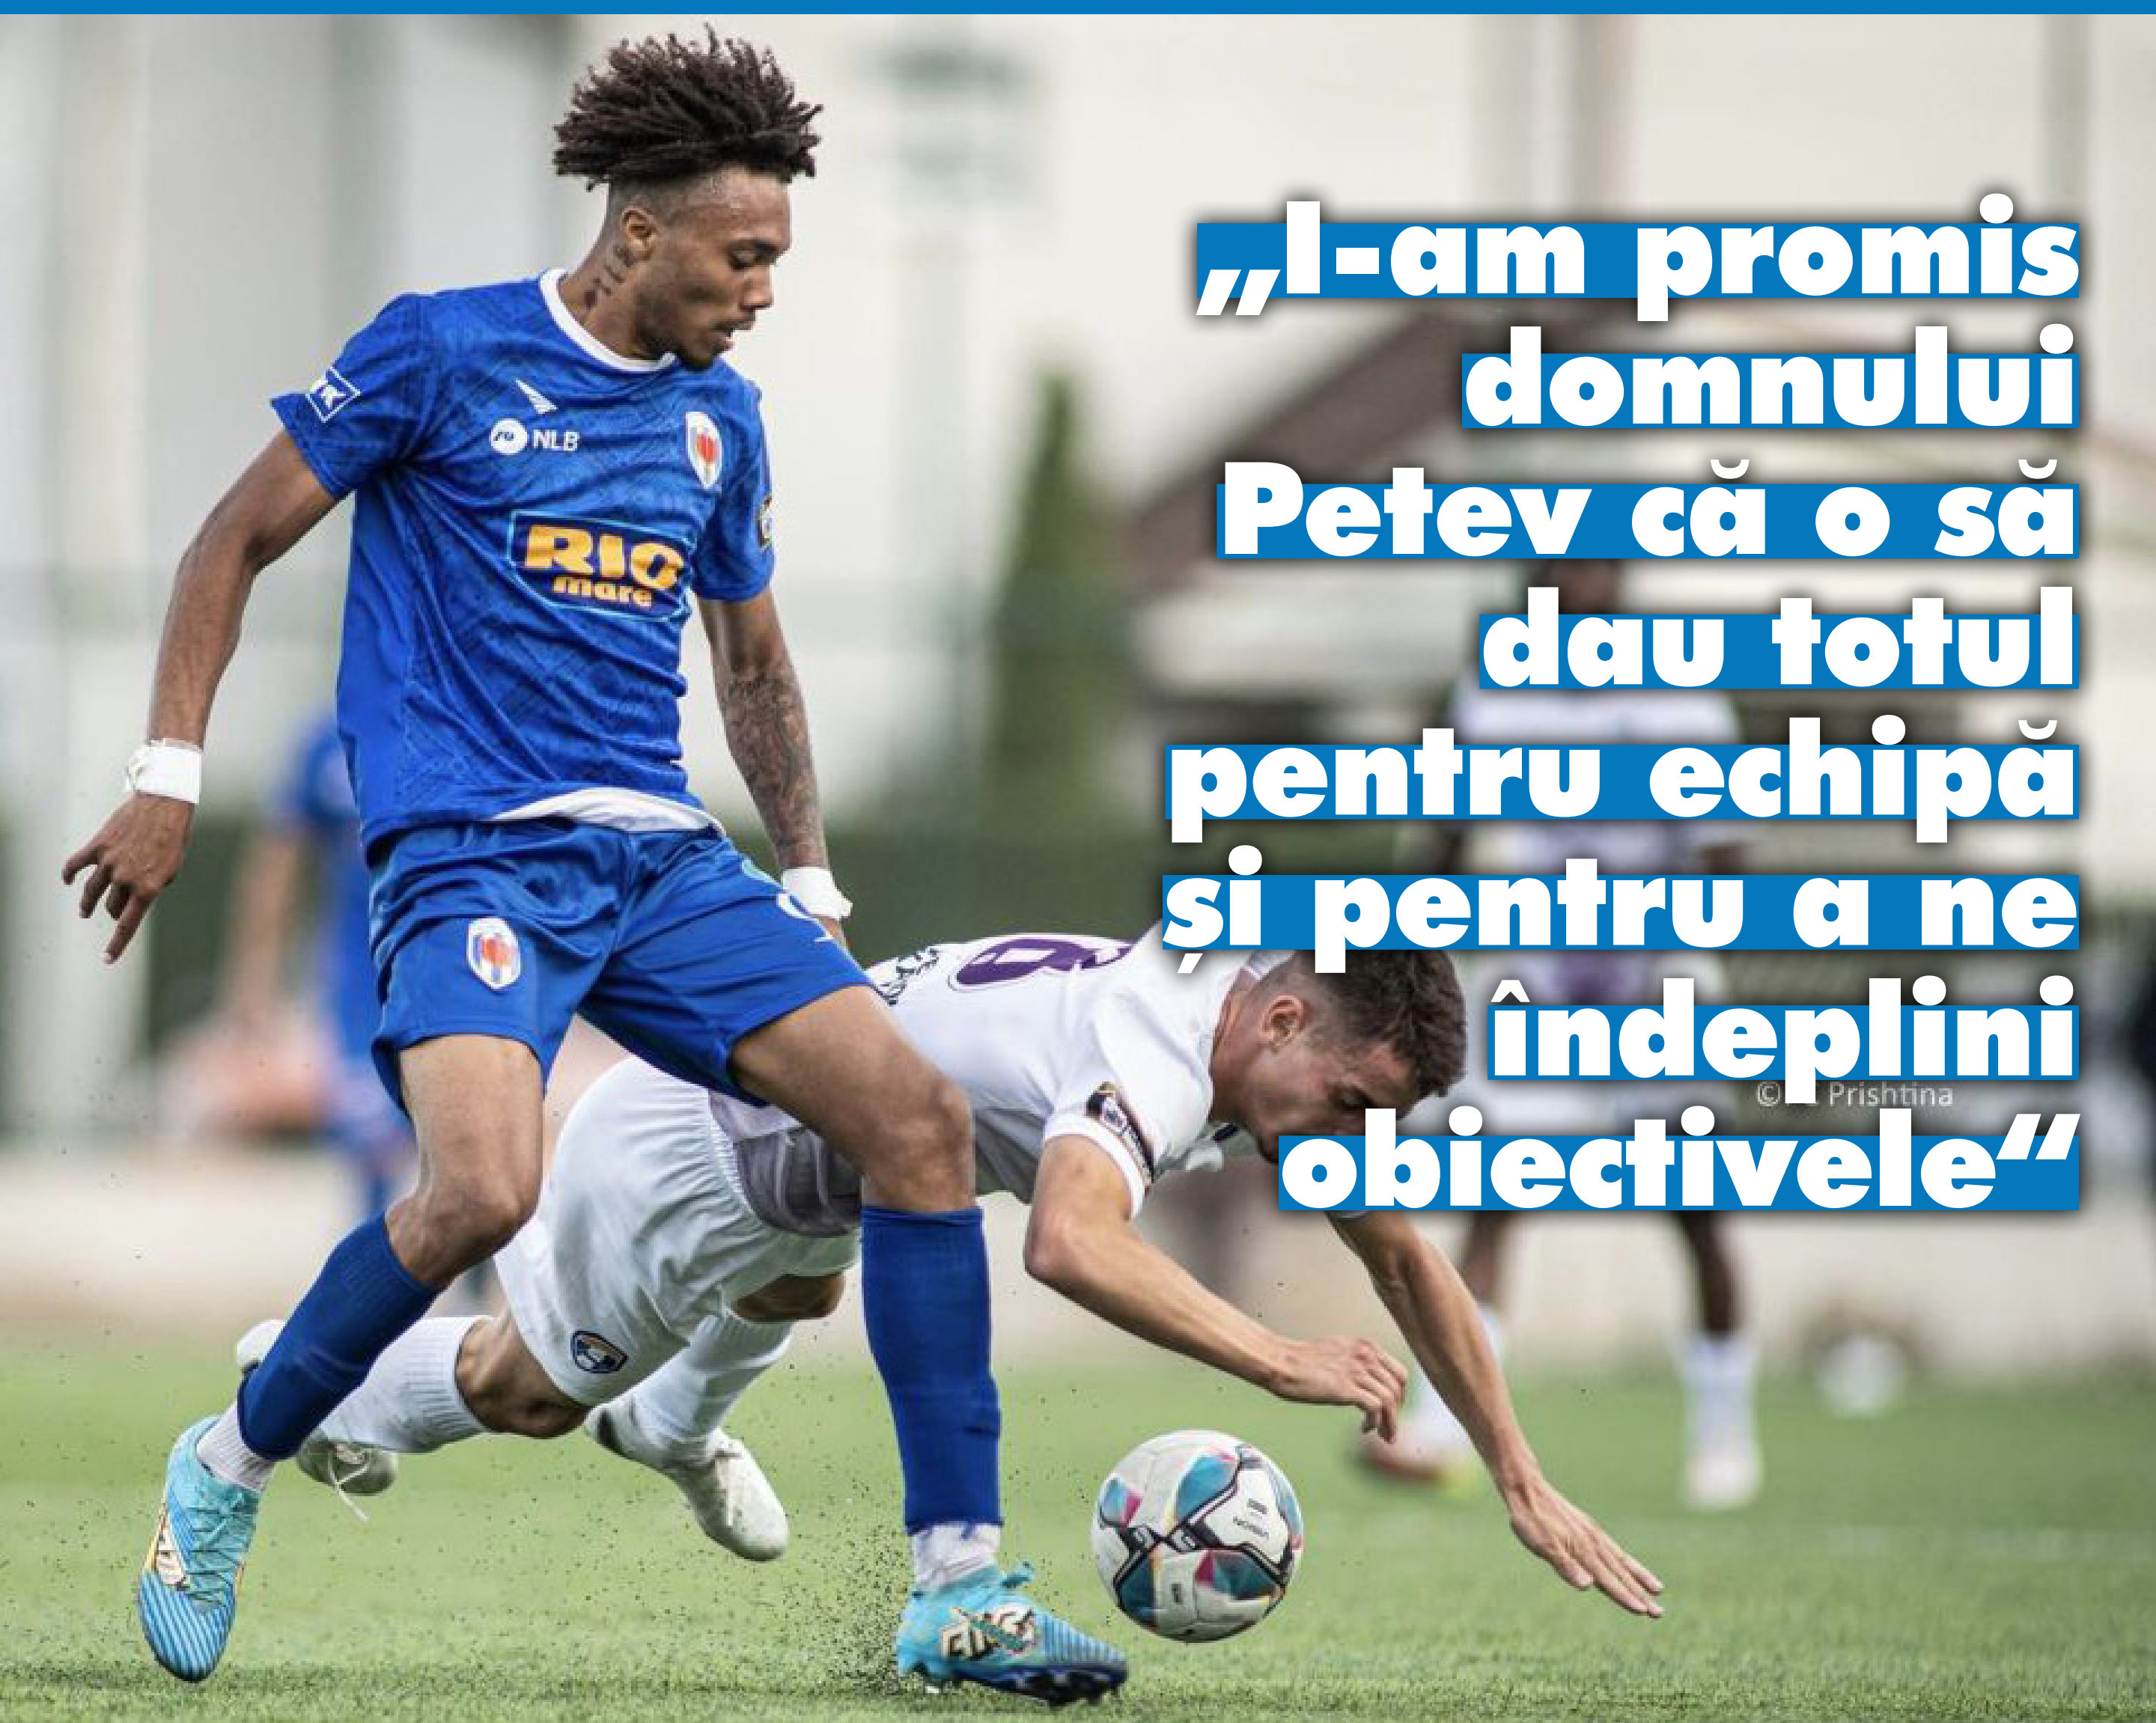 „I-am promis
domnului
Petev că o să
dau totul
pentru echipă
și pentru a ne
îndeplini
obiectivele“
Prishtina
NLB
RIO
mare
8